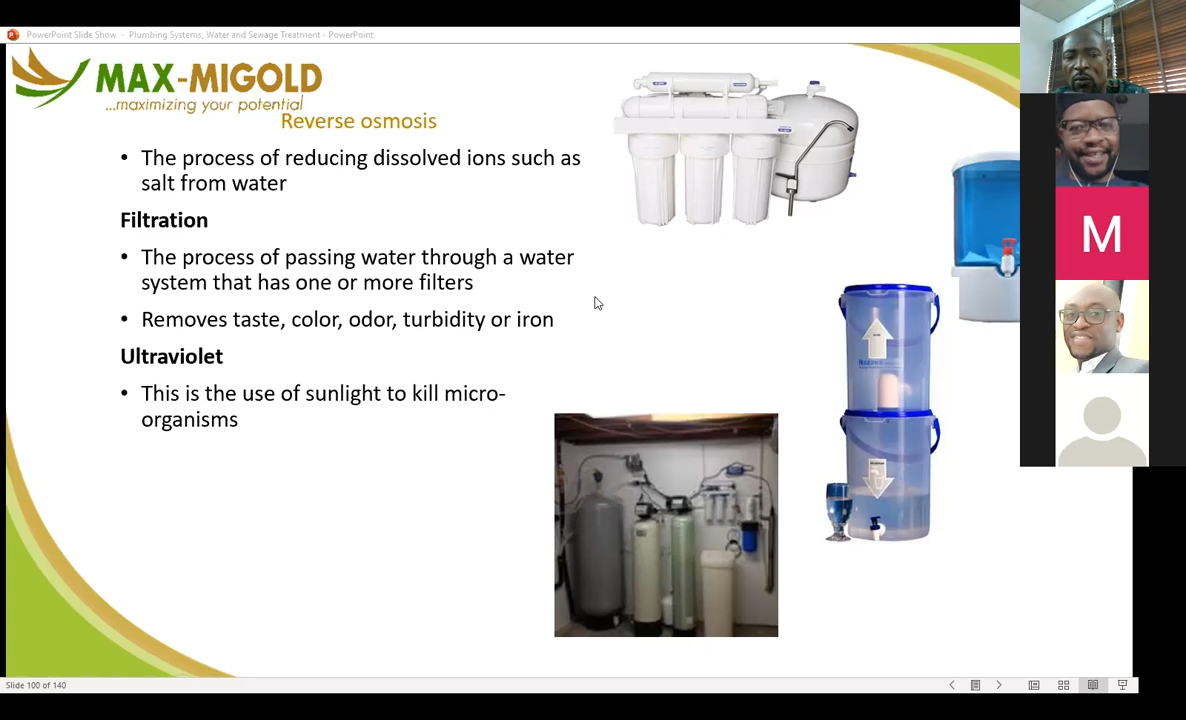 PowerPoint Slide Show - Plumbing Systems, Water and Sewage Treatment - PowerPoint
MAX-MIGOLD
...maximizing your potential
Reverse osmosis
• The process of reducing dissolved ions such as
salt from water
Filtration
• The process of passing water through a water
system that has one or more filters
• Removes taste, color, odor, turbidity or iron
Ultraviolet
• This is the use of sunlight to kill micro-
organisms
M
Slide 100 of 140